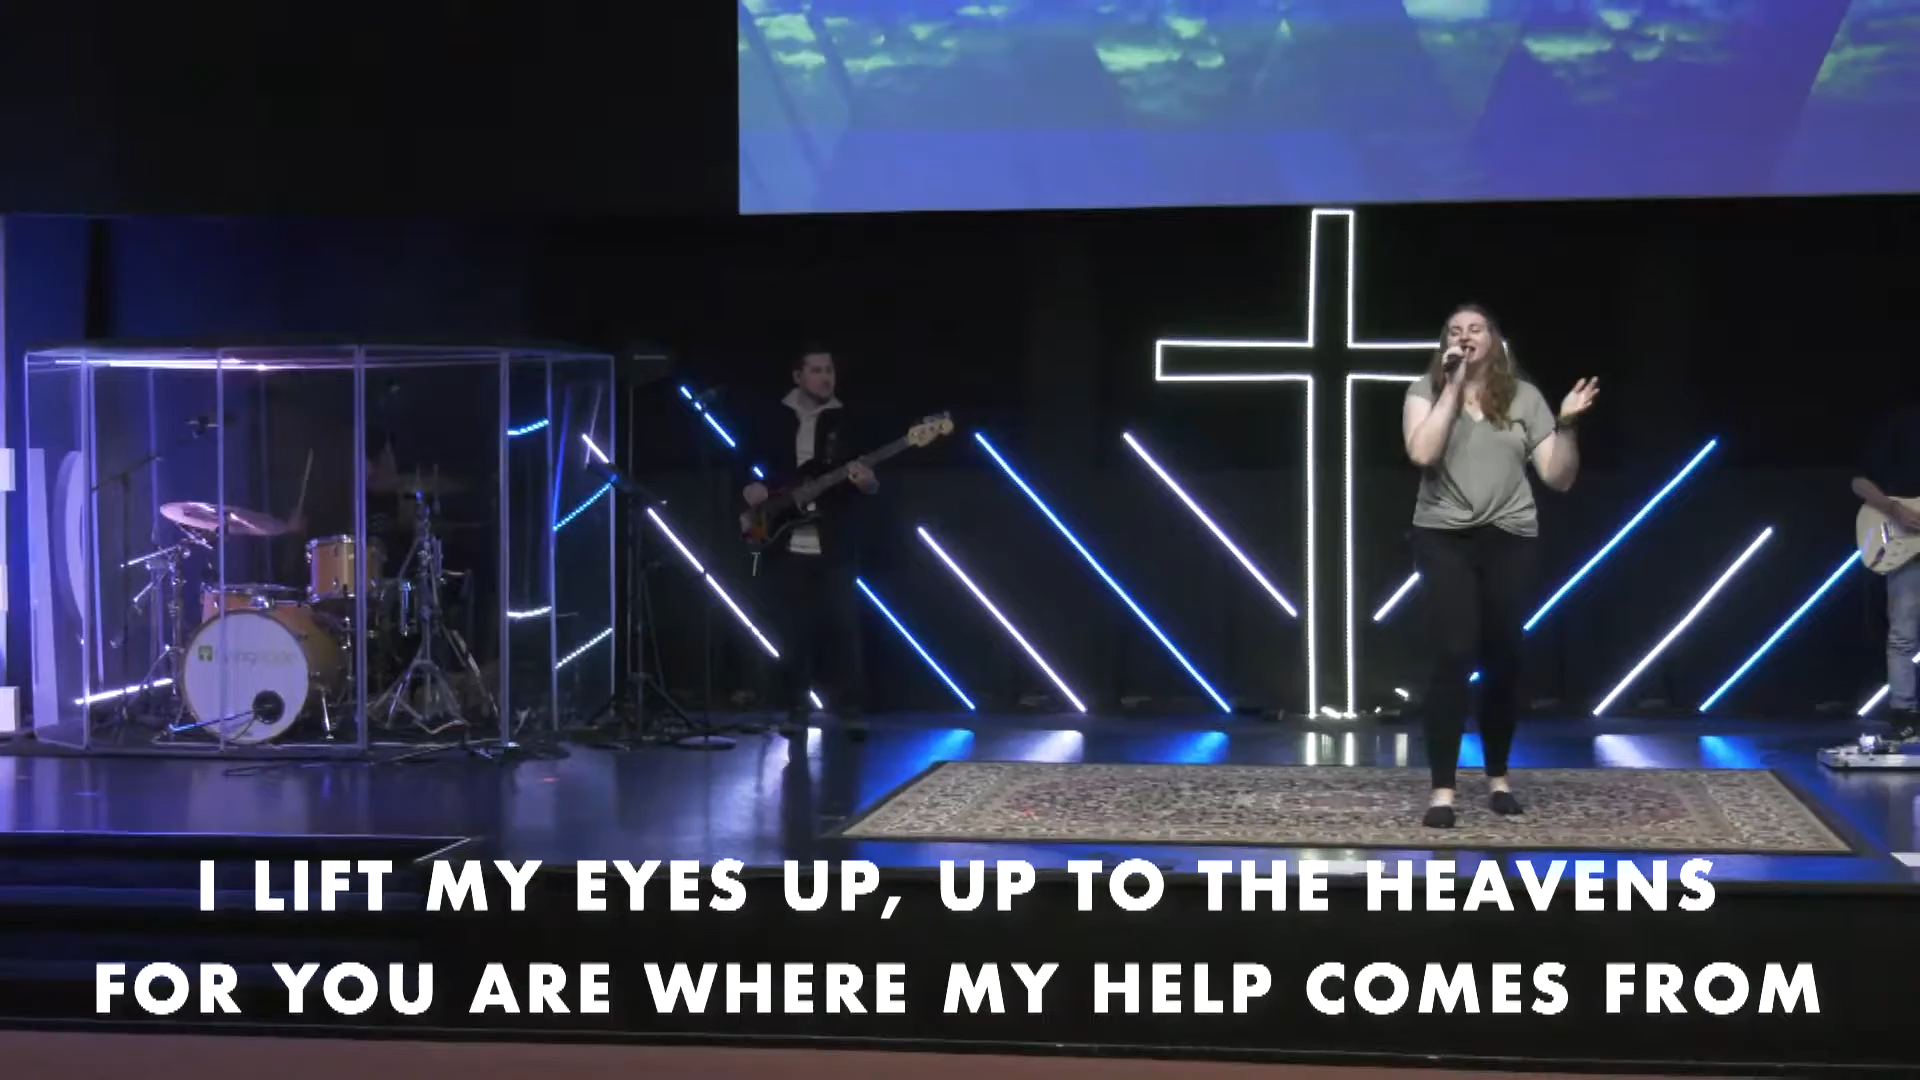 I LIFT MY EYES UP, UP TO THE HEAVENS
FOR YOU ARE WHERE MY HELP COMES FROM